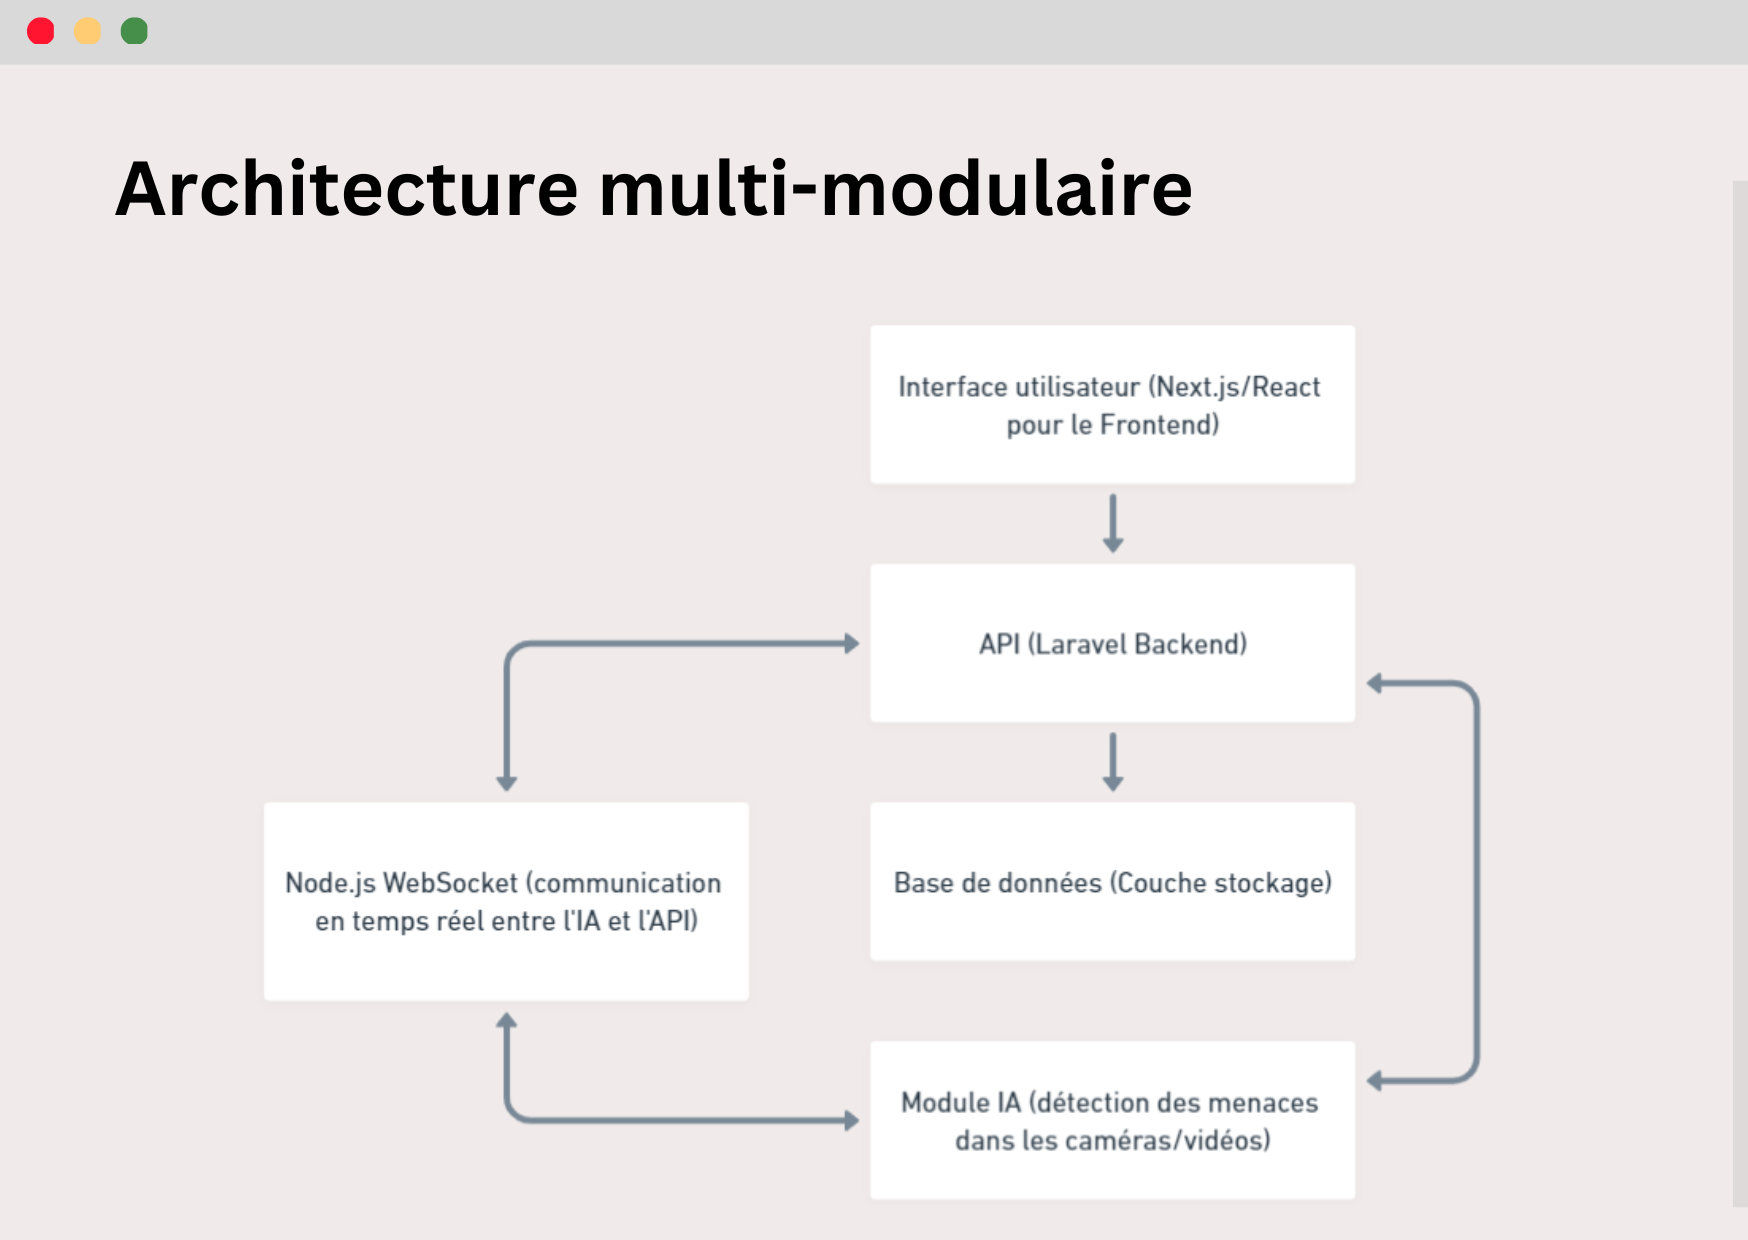 Architecture multi-modulaire
Interface utilisateur (Next.js/React
pour le Frontend)
API (Laravel Backend)
Node.js WebSocket (communication
en temps réel entre l'IA et l'API)
Base de données (Couche stockage)
Module IA (détection des menaces
dans les caméras/vidéos)